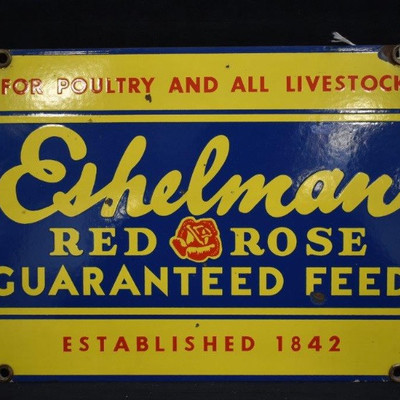 FOR POULTRY AND ALL LIVESTOCK
Eshelman
RED ROSE
GUARANTEED FEED
ESTABLISHED 1842